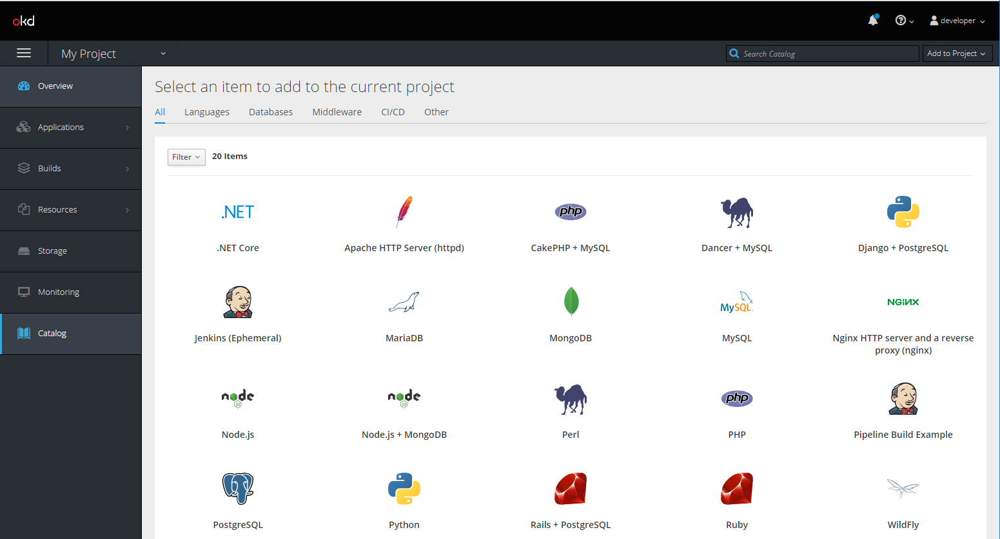 okd
developer
My Project
Search Catalog
Add to Project
Overview
Applications
Builds
Resources
Storage
Monitoring
Catalog
Select an item to add to the current project
All Languages Databases Middleware CI/CD Other
Filter 20 Items
.NET php
.NET Core Apache HTTP Server (httpd) CakePHP + MySQL Dancer + MySQL Django + PostgreSQL
MySQL NGINX
Jenkins (Ephemeral) MariaDB MongoDB MySQL Nginx HTTP server and a reverse
proxy (nginx)
node node php
JS JS
Node.js Node.js + MongoDB Perl PHP Pipeline Build Example
PostgreSQL Python Rails + PostgreSQL Ruby WildFly